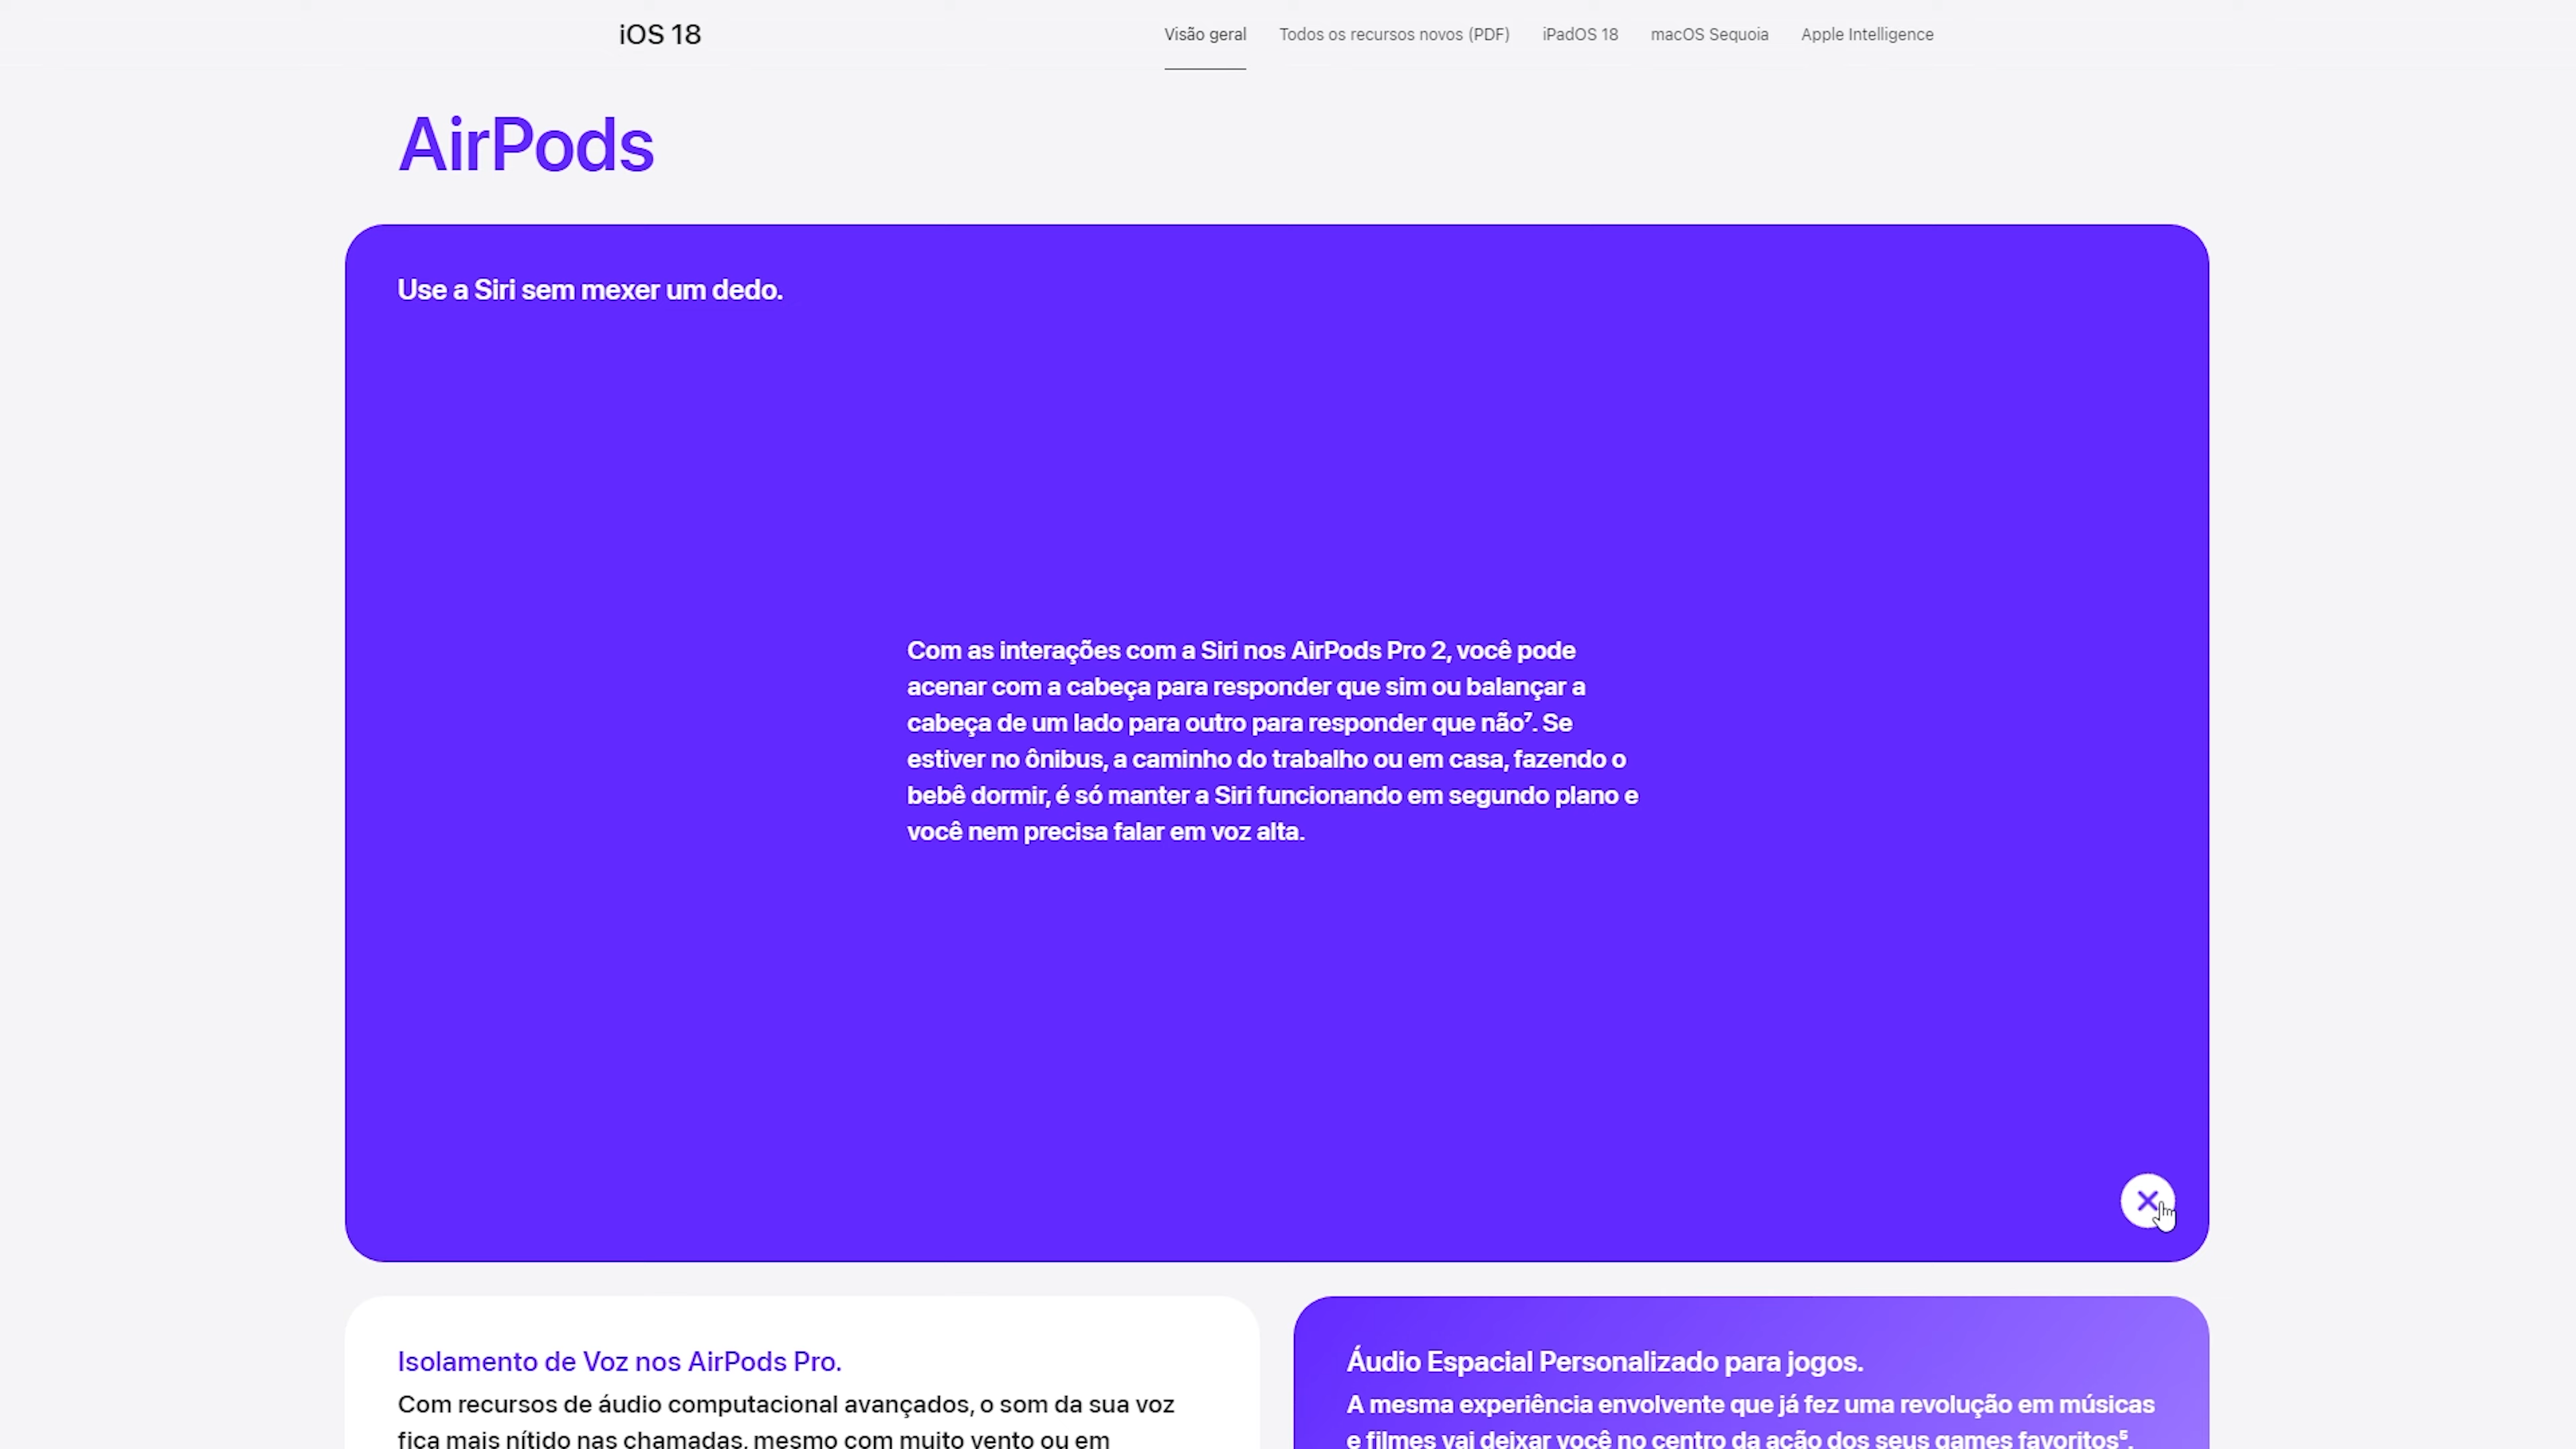 iOS 18
Visão geral
Todos os recursos novos (PDF)
iPadOS 18
macOS Sequoia
Apple Intelligence
AirPods
Use a Siri sem mexer um dedo.
Com as interações com a Siri nos AirPods Pro 2, você pode
acenar com a cabeça para responder que sim ou balançar a
cabeça de um lado para outro para responder que não⁷. Se
estiver no ônibus, a caminho do trabalho ou em casa, fazendo o
bebê dormir, é só manter a Siri funcionando em segundo plano e
você nem precisa falar em voz alta.
Isolamento de Voz nos AirPods Pro.
Com recursos de áudio computacional avançados, o som da sua voz
fica mais nítido nas chamadas, mesmo com muito vento ou em
Áudio Espacial Personalizado para jogos.
A mesma experiência envolvente que já fez uma revolução em músicas
e filmes vai deixar você no centro da ação dos seus games favoritos⁵.